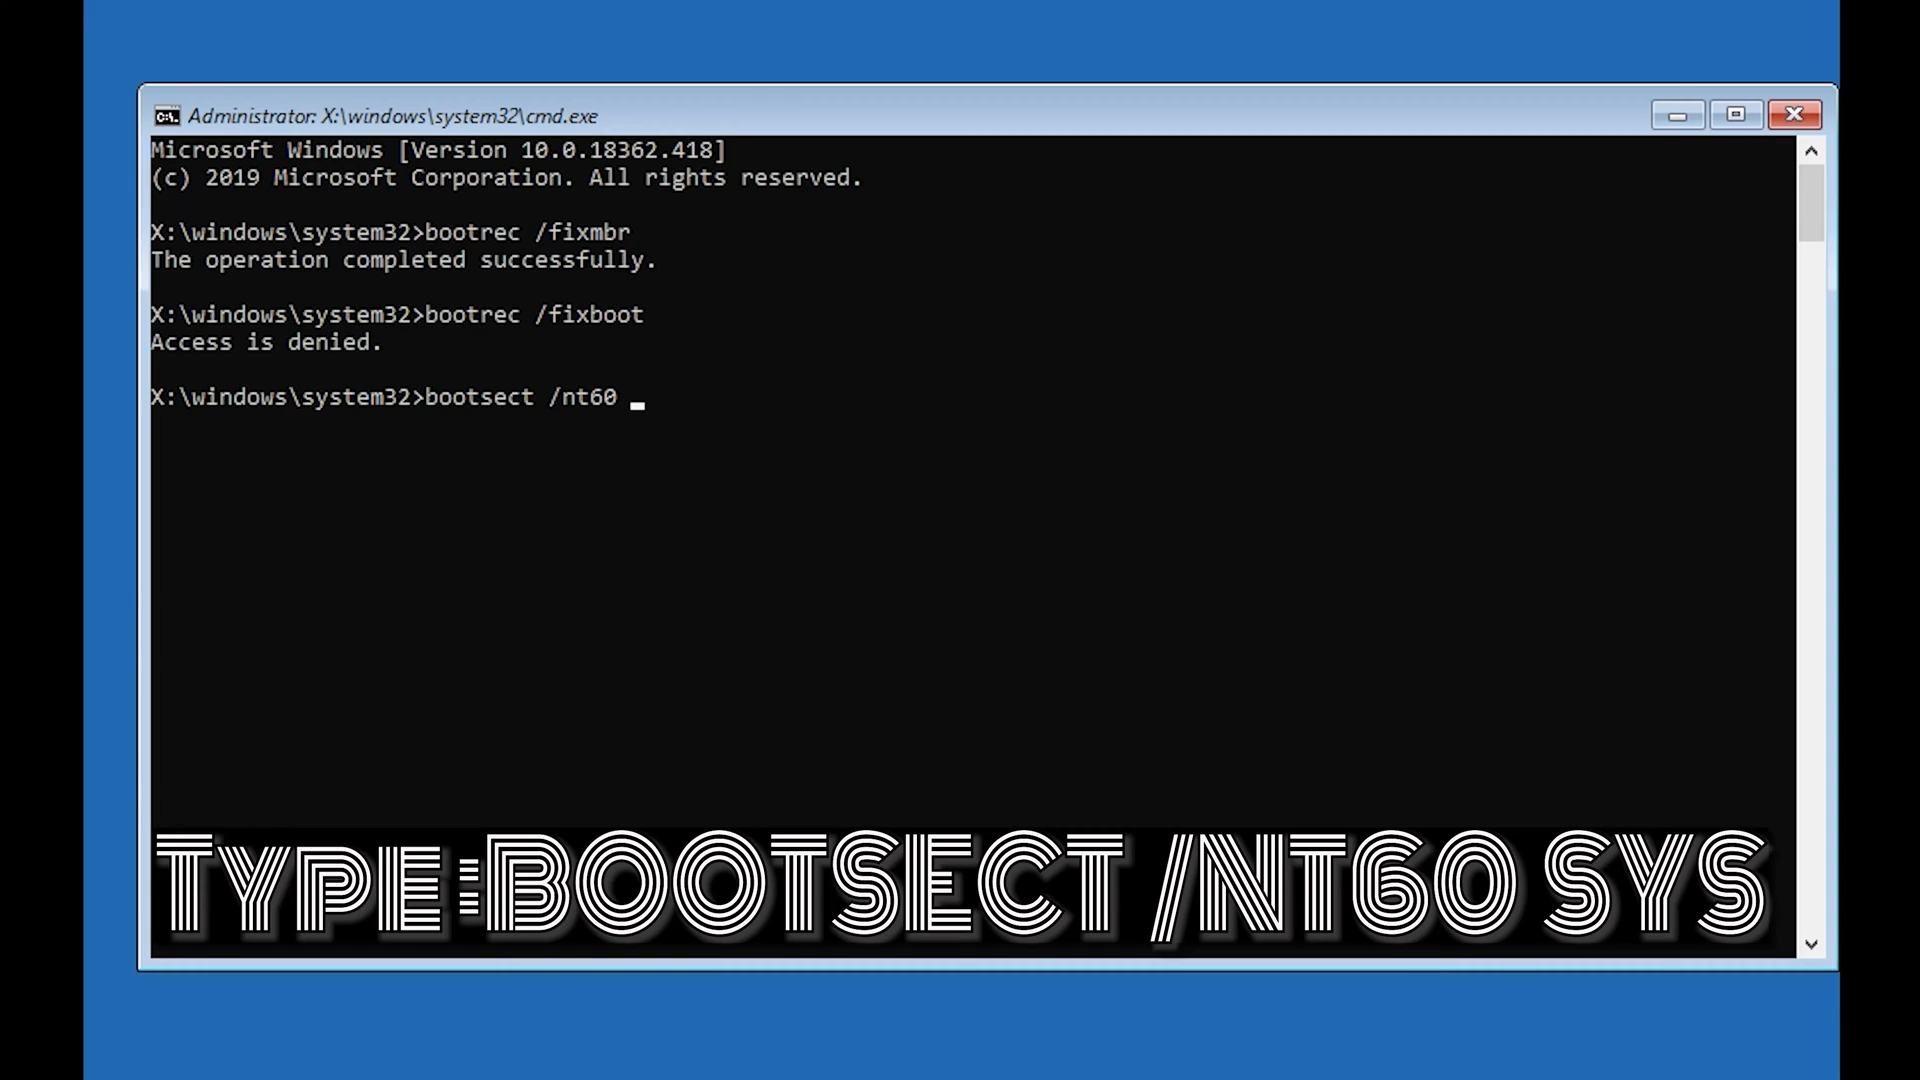 Administrator: X:\windows\system32\cmd.exe
Microsoft Windows [Version 10.0.18362.418]
(c) 2019 Microsoft Corporation. All rights reserved.
X:\windows\system32>bootrec /fixmbr
The operation completed successfully.
X:\windows\system32>bootrec /fixboot
Access is denied.
X:\windows\system32>bootsect /nt60 _
Type :BOOTSECT /NT60 SYS